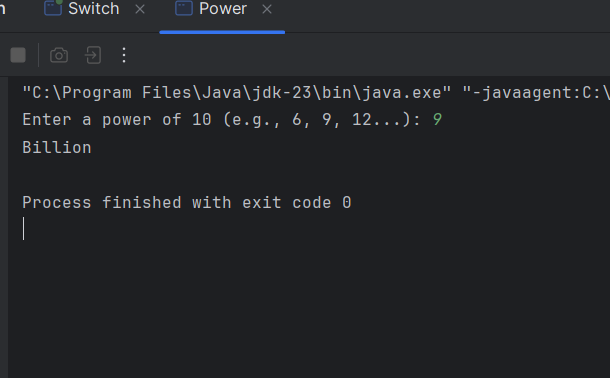 n Switch Power
"C:\Program Files\Java\jdk-23\bin\java.exe" "-javaagent:C:\
Enter a power of 10 (e.g., 6, 9, 12...): 9
Billion
Process finished with exit code 0